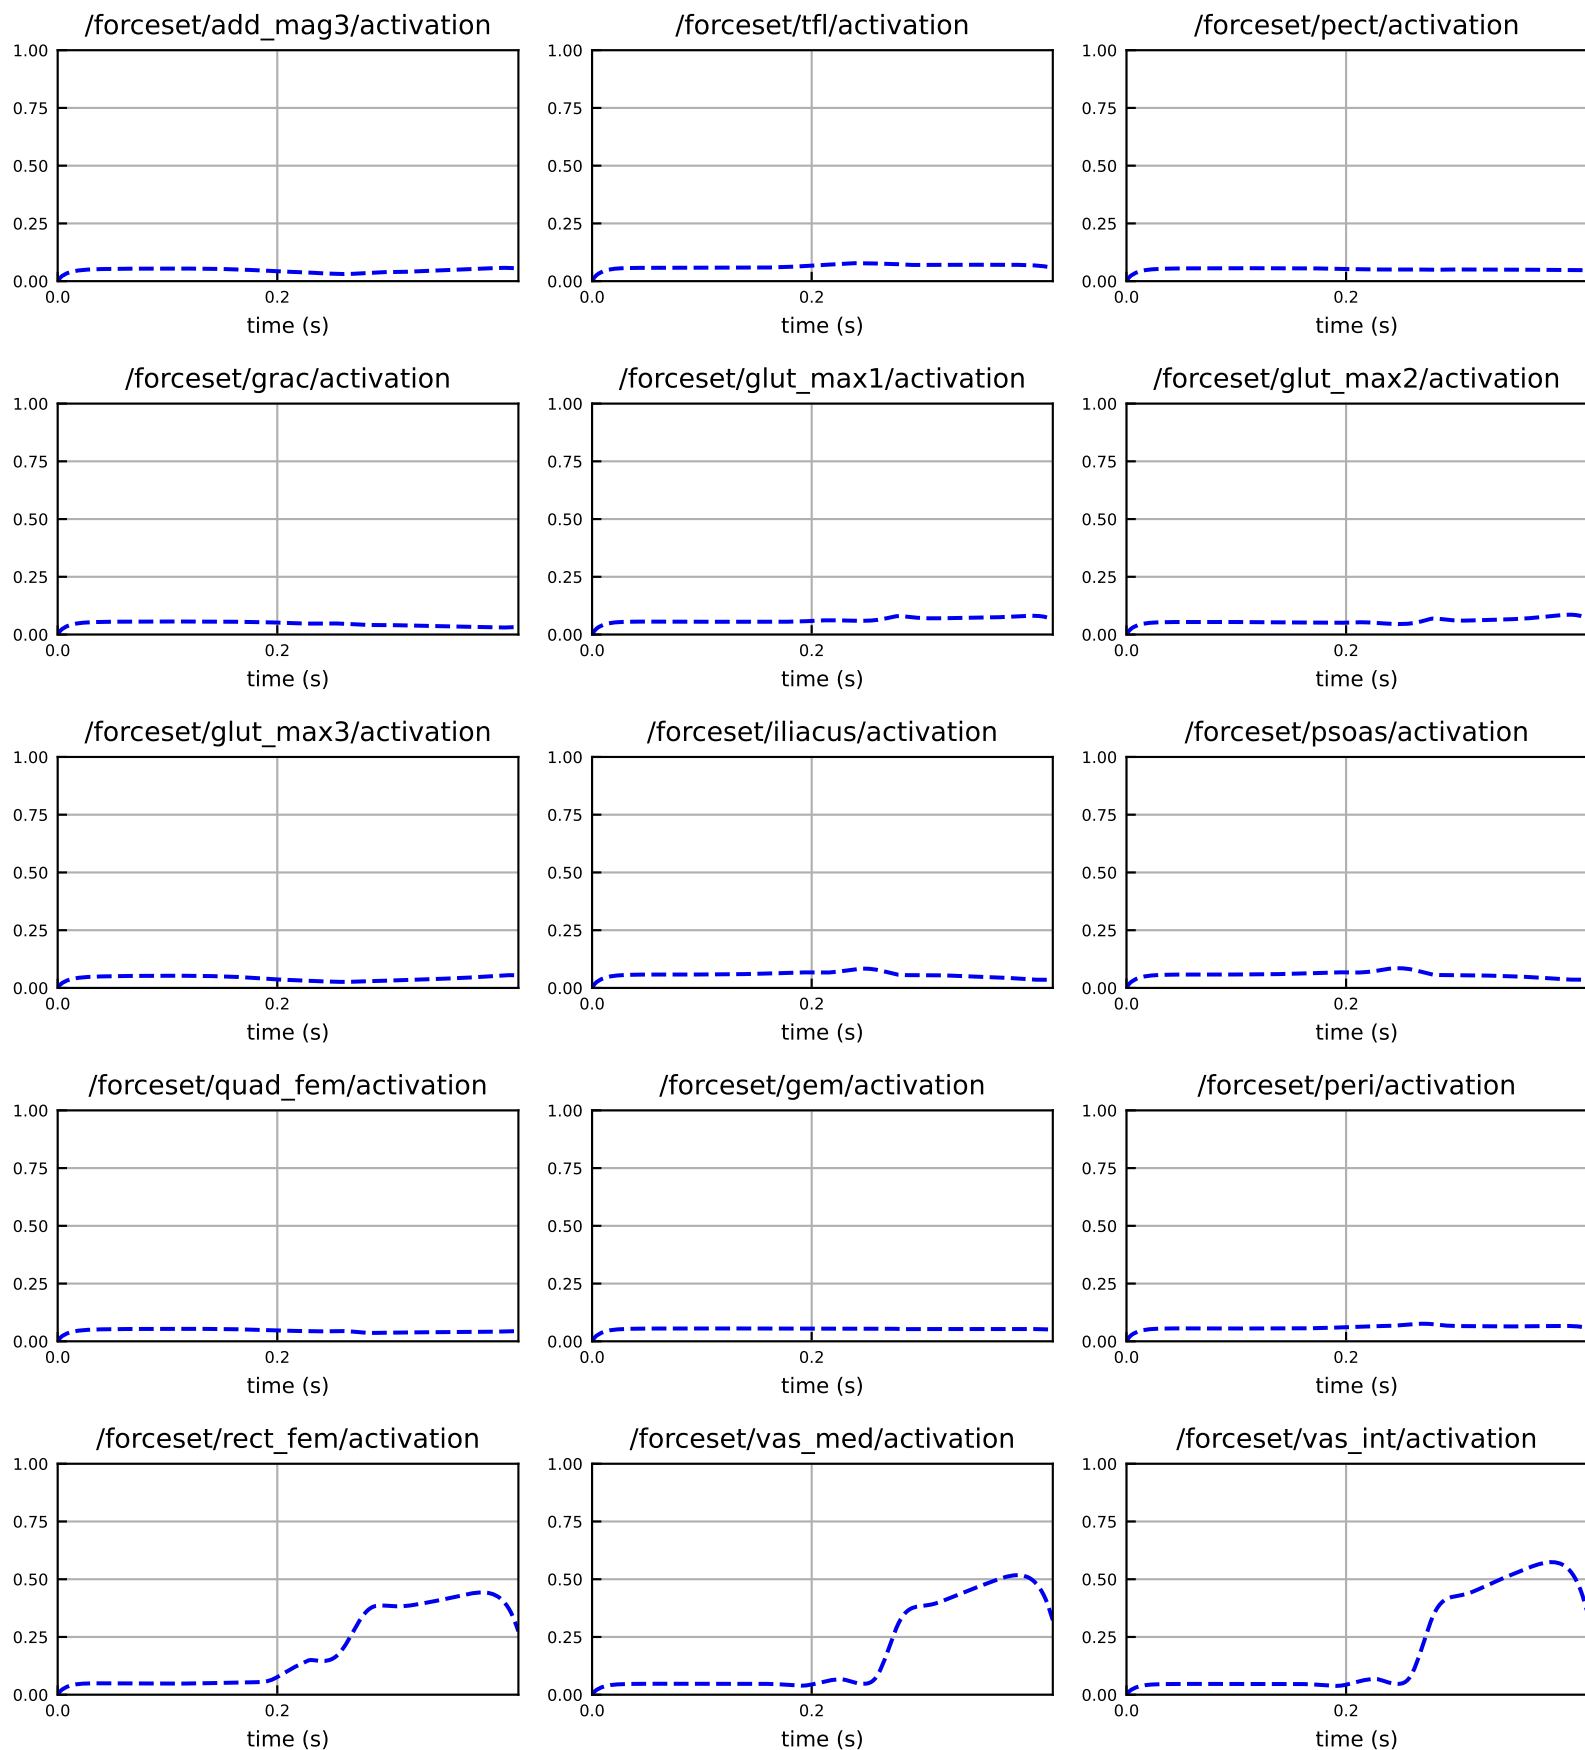 /forceset/add_mag3/activation /forceset/tfl/activation /forceset/pect/activation
1.00 1.00 1.00
0.75 0.75 0.75
0.50 0.50 0.50
0.25 0.25 0.25
0.00 0.00 0.00
0.0 0.2 0.0 0.2 0.0 0.2
time (s) time (s) time (s)
/forceset/grac/activation /forceset/glut_max1/activation /forceset/glut_max2/activation
1.00 1.00 1.00
0.75 0.75 0.75
0.50 0.50 0.50
0.25 0.25 0.25
0.00 0.00 0.00
0.0 0.2 0.0 0.2 0.0 0.2
time (s) time (s) time (s)
/forceset/glut_max3/activation /forceset/iliacus/activation /forceset/psoas/activation
1.00 1.00 1.00
0.75 0.75 0.75
0.50 0.50 0.50
0.25 0.25 0.25
0.00 0.00 0.00
0.0 0.2 0.0 0.2 0.0 0.2
time (s) time (s) time (s)
/forceset/quad_fem/activation /forceset/gem/activation /forceset/peri/activation
1.00 1.00 1.00
0.75 0.75 0.75
0.50 0.50 0.50
0.25 0.25 0.25
0.00 0.00 0.00
0.0 0.2 0.0 0.2 0.0 0.2
time (s) time (s) time (s)
/forceset/rect_fem/activation /forceset/vas_med/activation /forceset/vas_int/activation
1.00 1.00 1.00
0.75 0.75 0.75
0.50 0.50 0.50
0.25 0.25 0.25
0.00 0.00 0.00
0.0 0.2 0.0 0.2 0.0 0.2
time (s) time (s) time (s)